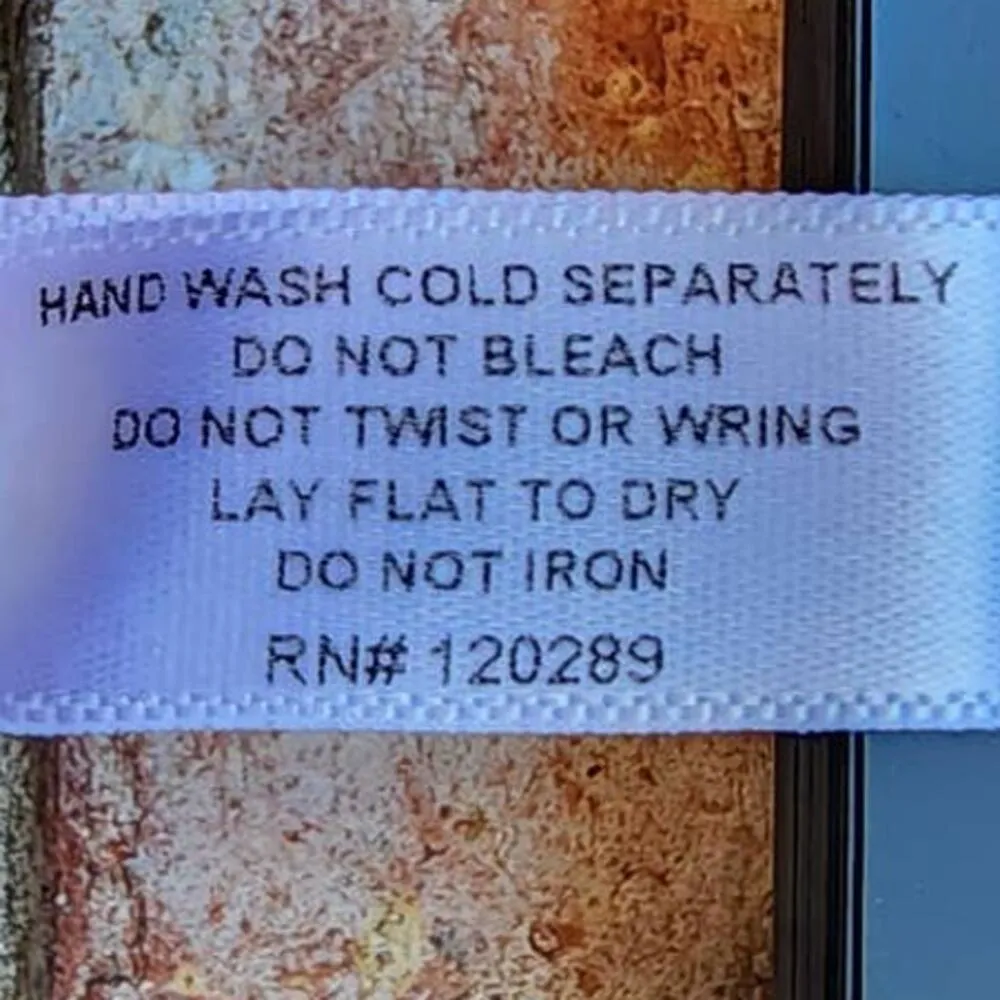 HAND WASH COLD SEPARATELY
DO NOT BLEACH
DO NOT TWIST OR WRING
LAY FLAT TO DRY
DO NOT IRON
RN# 120289